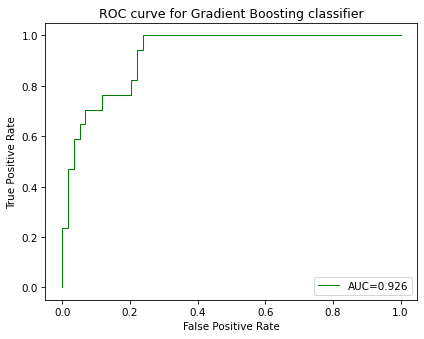 ROC curve for Gradient Boosting classifier
1.0
0.8
0.6
0.4
0.2
0.0
True Positive Rate
AUC=0.926
0.0 0.2 0.4 0.6 0.8 1.0
False Positive Rate